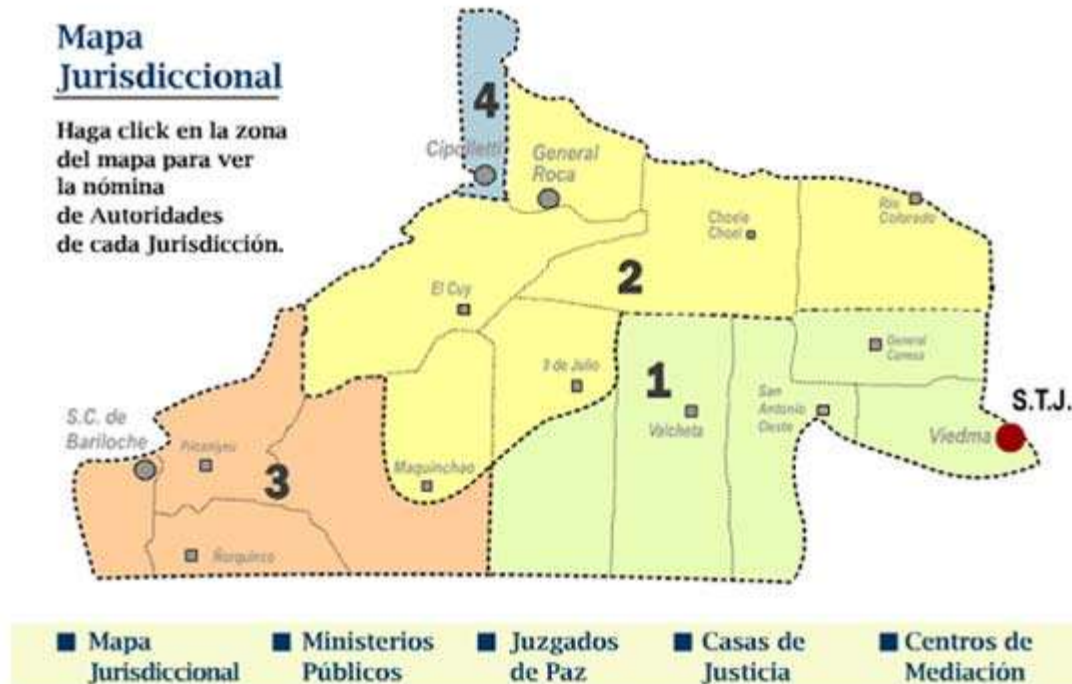 Mapa
Jurisdiccional
Haga click en la zona
del mapa para ver
la nómina
de Autoridades
de cada Jurisdicción.
4
Cipolletti
General
Roca
Choele
Choel
Río
Colorado
2
El Cuy
9 de Julio
1
General
Conesa
San
Antonio
Oeste
Valcheta
S.T.J.
Viedma
S.C. de
Bariloche
Pilcaniyeu
3
Maquinchao
Ñorquinco
Mapa
Jurisdiccional
Ministerios
Públicos
Juzgados
de Paz
Casas de
Justicia
Centros de
Mediación